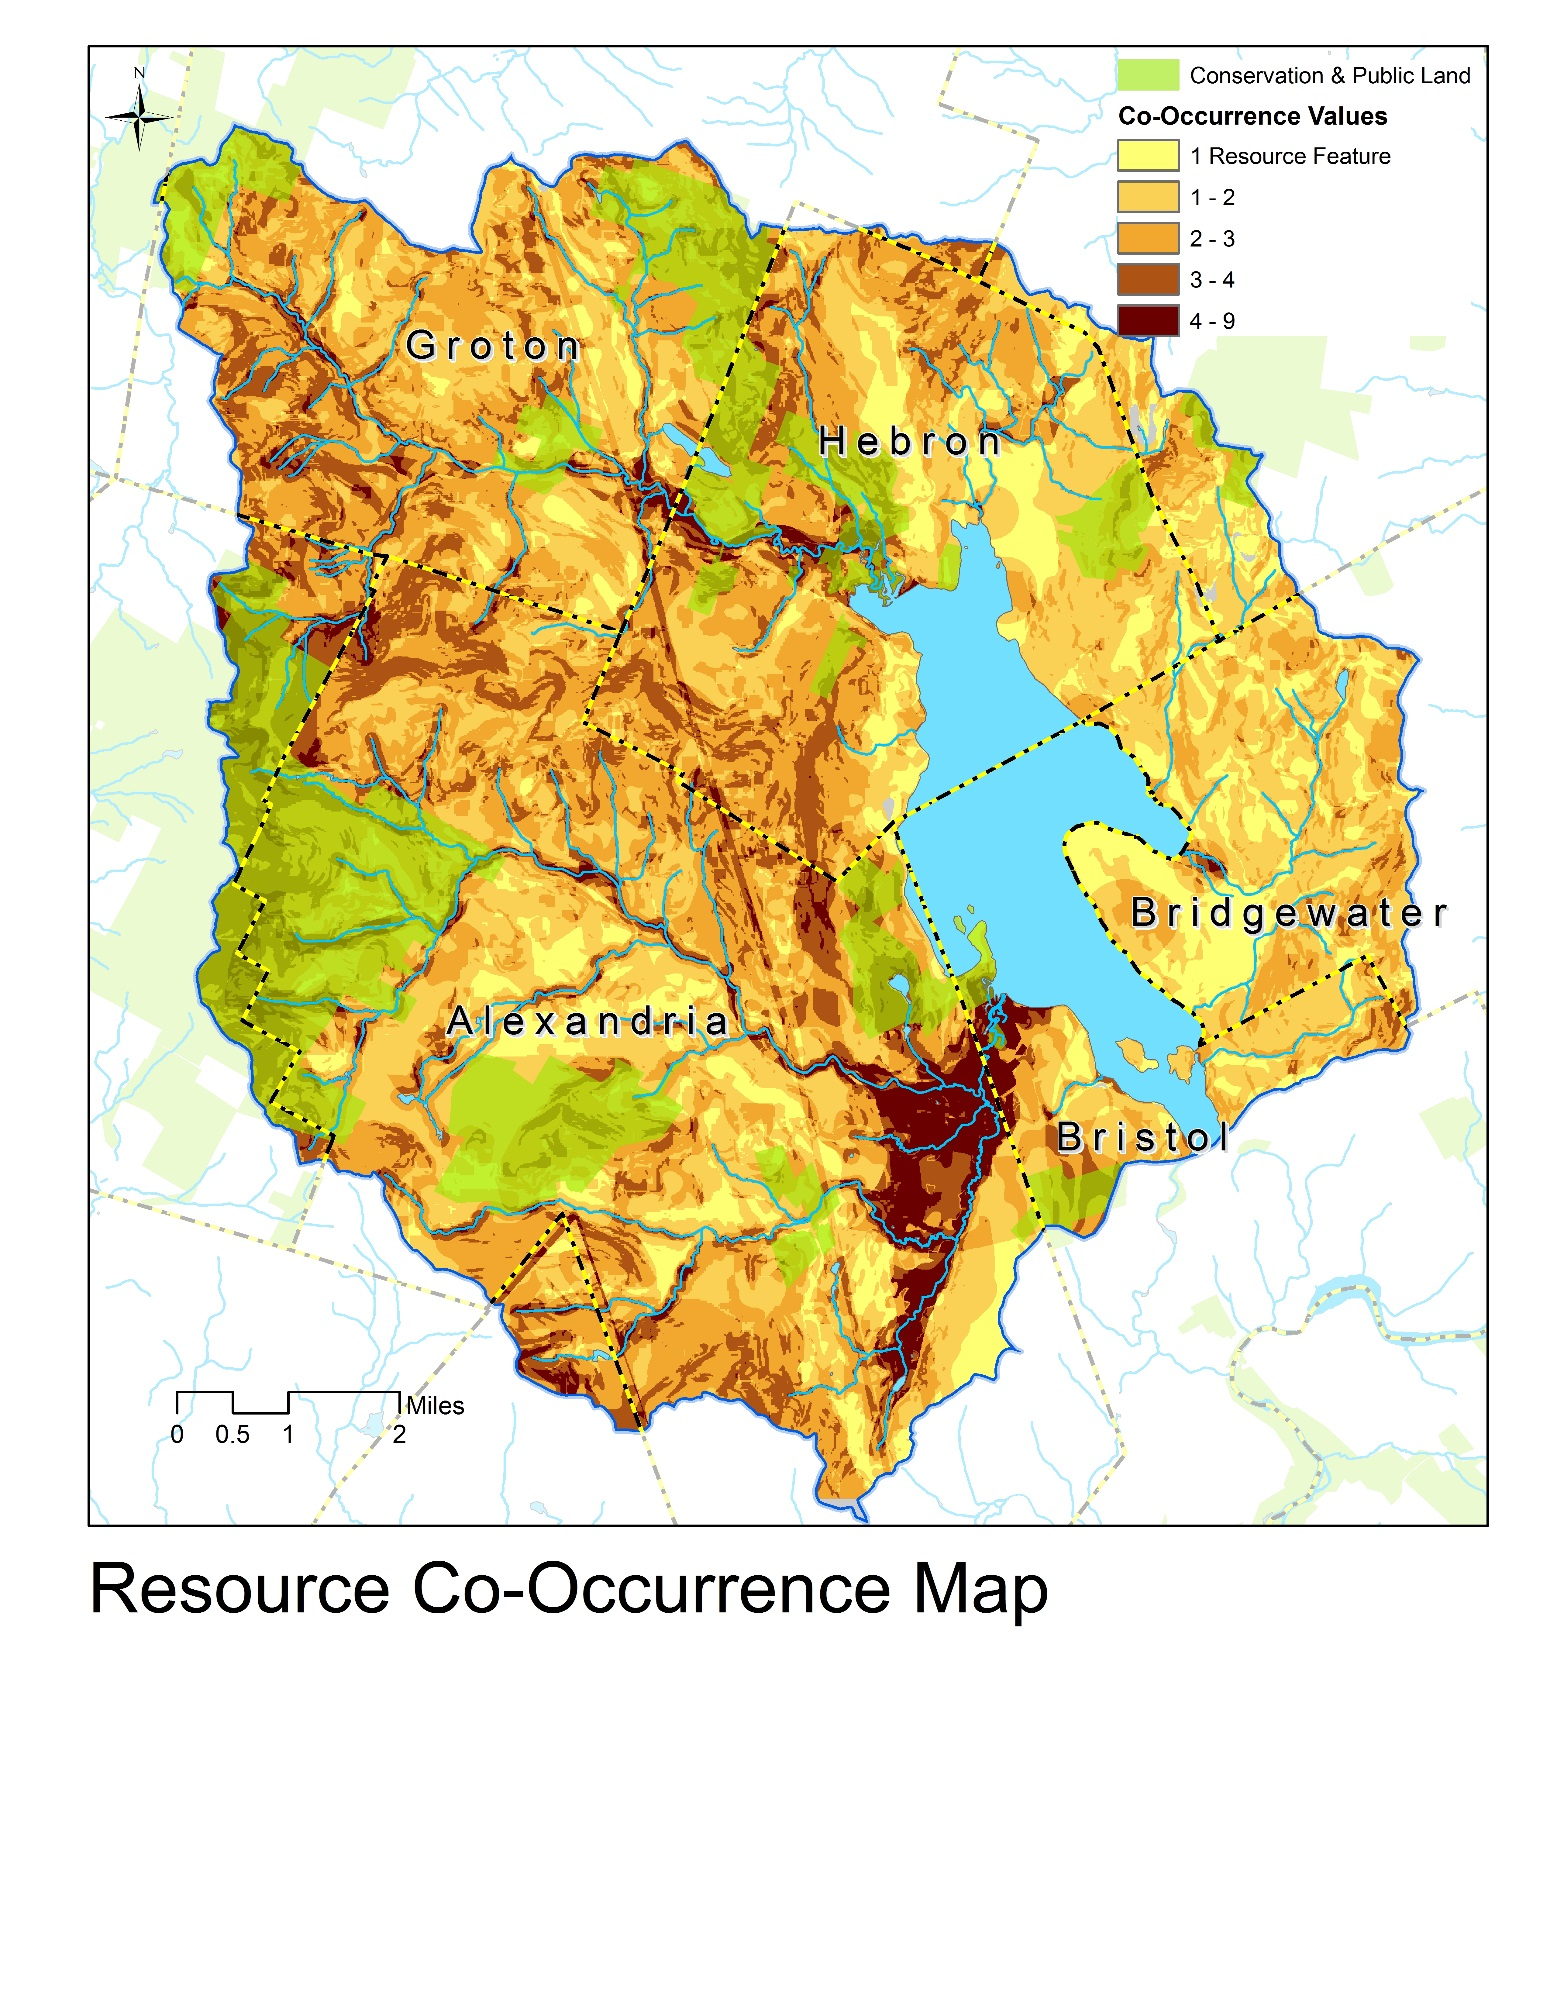 N
Conservation & Public Land
Co-Occurrence Values
1 Resource Feature
1 - 2
2 - 3
3 - 4
4 - 9
Groton
Hebron
Bridgewater
Alexandria
Bristol
Miles
0 0.5 1 2
Resource Co-Occurrence Map